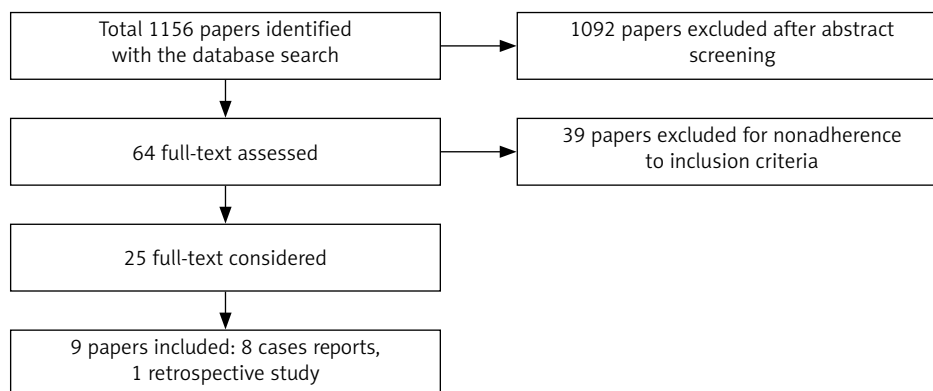 Total 1156 papers identified
with the database search
1092 papers excluded after abstract
screening
64 full-text assessed
39 papers excluded for nonadherence
to inclusion criteria
25 full-text considered
9 papers included: 8 cases reports,
1 retrospective study